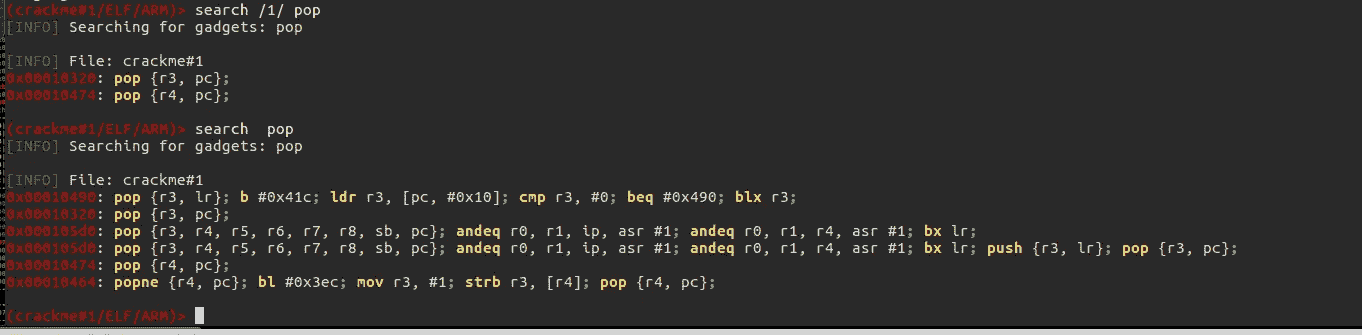 (crackme#1/ELF/ARM)> search /1/ pop
[INFO] Searching for gadgets: pop
[INFO] File: crackme#1
0x00010320: pop {r3, pc};
0x00010474: pop {r4, pc};
(crackme#1/ELF/ARM)> search  pop
[INFO] Searching for gadgets: pop
[INFO] File: crackme#1
0x00010490: pop {r3, lr}; b #0x41c; ldr r3, [pc, #0x10]; cmp r3, #0; beq #0x490; blx r3;
0x00010320: pop {r3, pc};
0x000105d0: pop {r3, r4, r5, r6, r7, r8, sb, pc}; andeq r0, r1, ip, asr #1; andeq r0, r1, r4, asr #1; bx lr;
0x000105d0: pop {r3, r4, r5, r6, r7, r8, sb, pc}; andeq r0, r1, ip, asr #1; andeq r0, r1, r4, asr #1; bx lr; push {r3, lr}; pop {r3, pc};
0x00010474: pop {r4, pc};
0x00010464: popne {r4, pc}; bl #0x3ec; mov r3, #1; strb r3, [r4]; pop {r4, pc};
(crackme#1/ELF/ARM)>